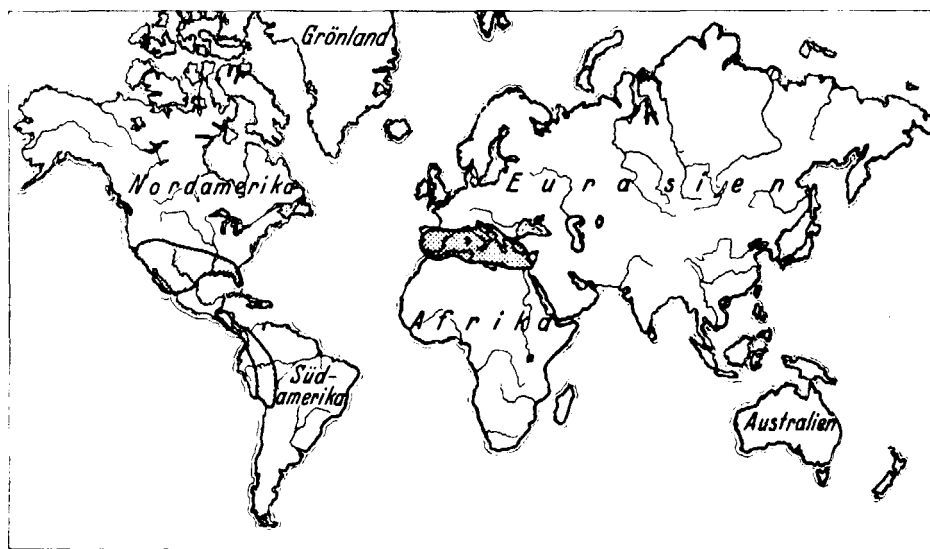 Grönland
Nordamerika
Eurasien
Afrika
Süd-
amerika
Australien